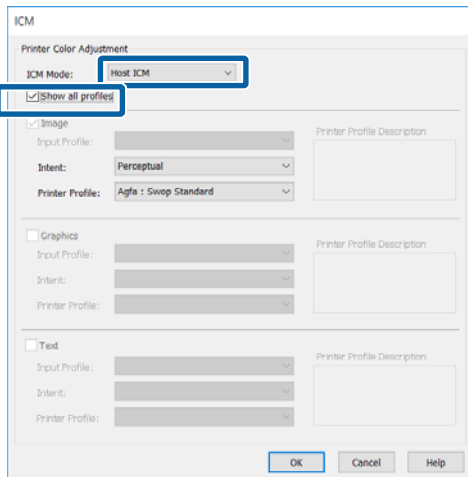 ICM
Printer Color Adjustment
ICM Mode: Host ICM
Show all profiles
Image
Printer Profile Description
Input Profile:
Intent: Perceptual
Printer Profile: Agfa : Swop Standard
Graphics
Printer Profile Description
Input Profile:
Intent:
Printer Profile:
Text
Printer Profile Description
Input Profile:
Intent:
Printer Profile:
OK Cancel Help